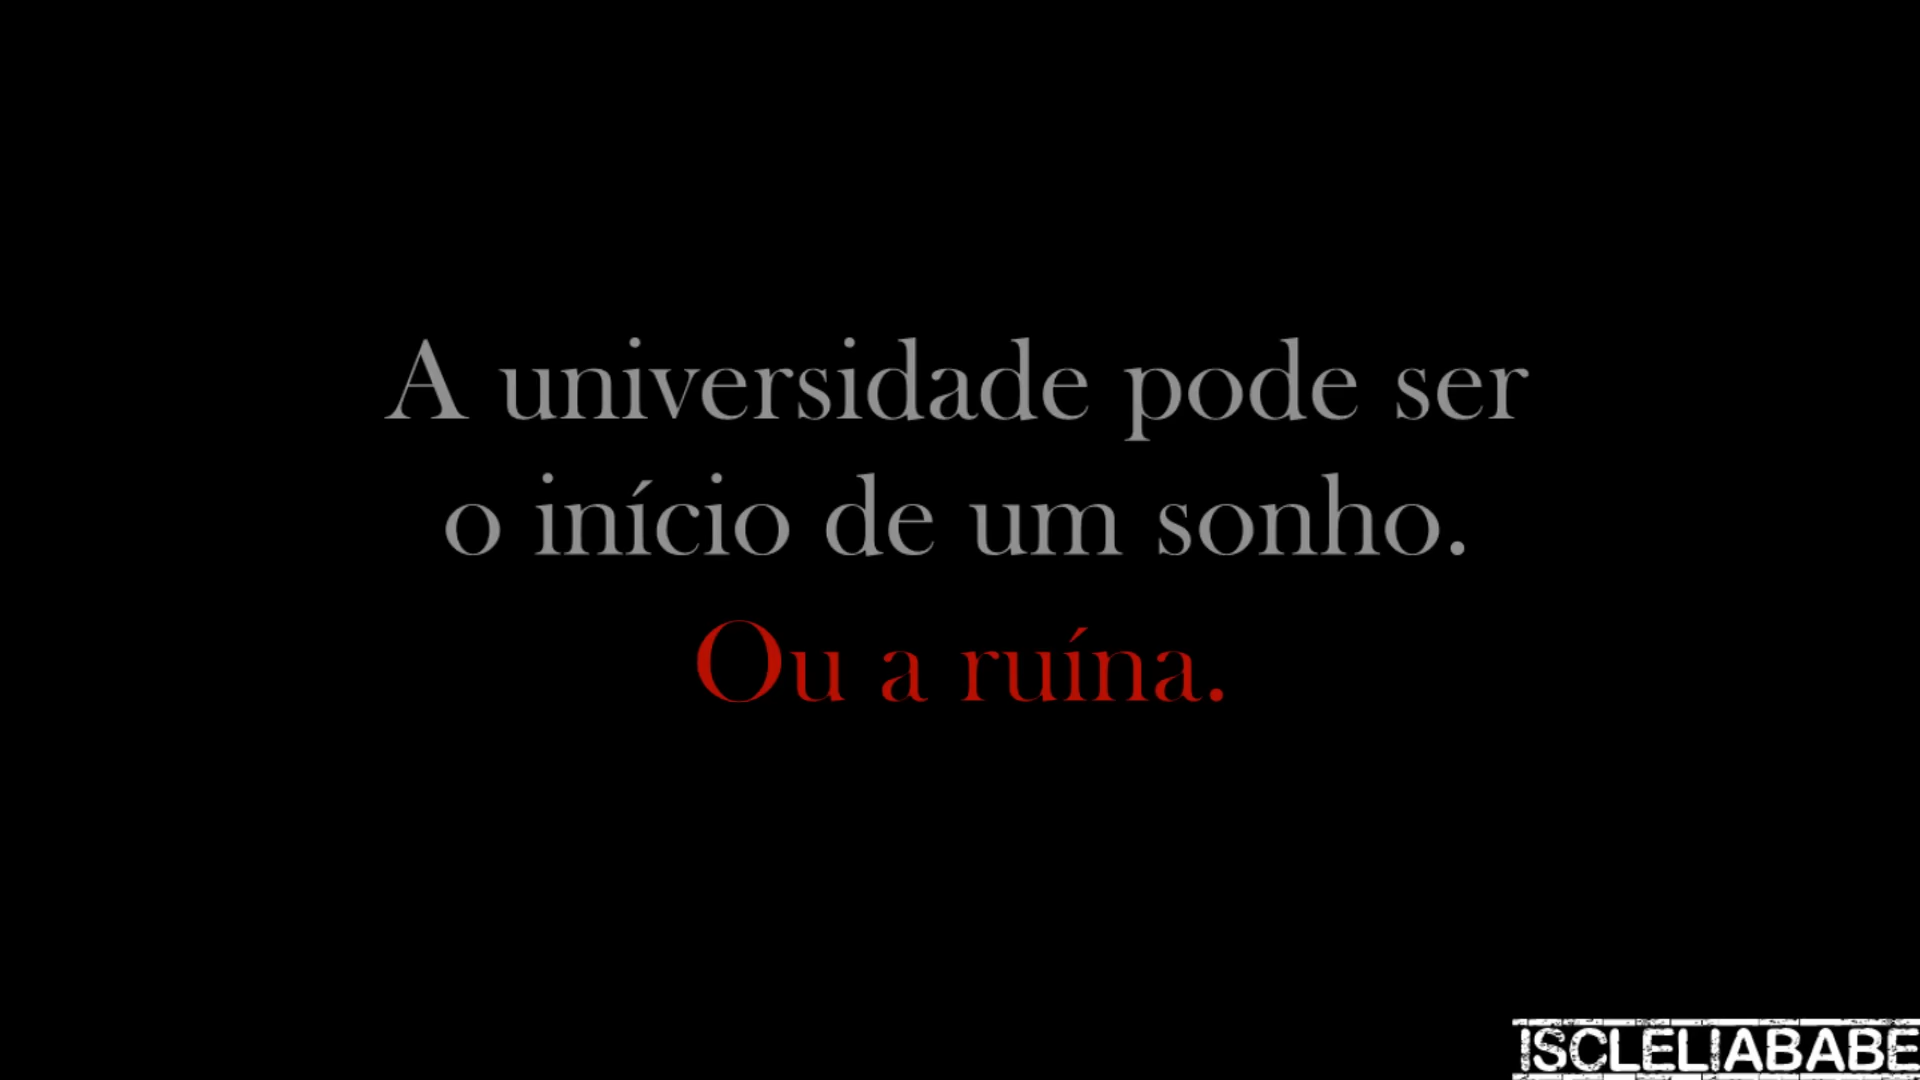 A universidade pode ser
o início de um sonho.
Ou a ruína.
ISCLELIABABE